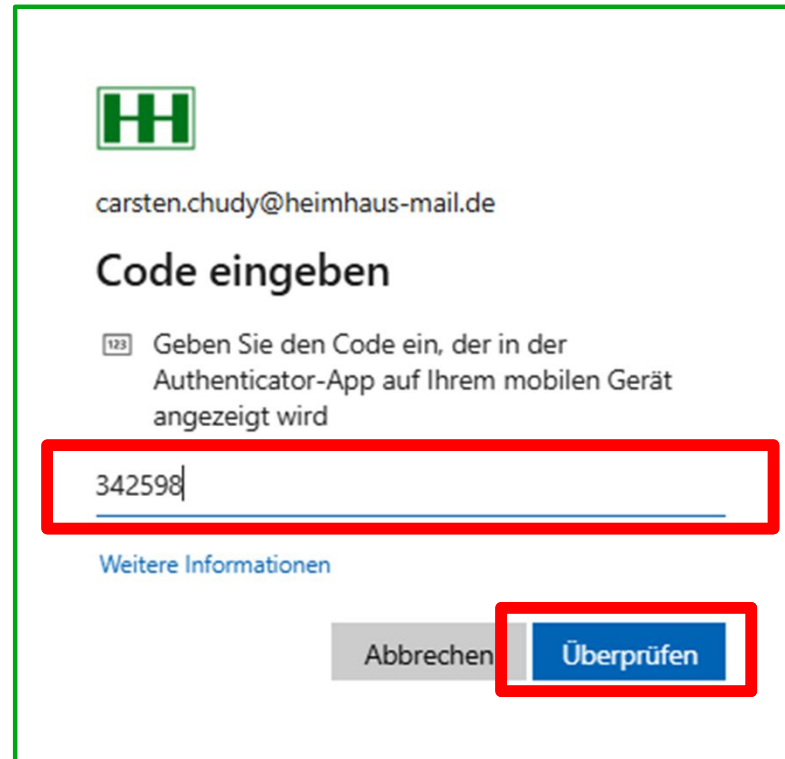 HH
carsten.chudy@heimhaus-mail.de
Code eingeben
123 Geben Sie den Code ein, der in der
Authenticator-App auf Ihrem mobilen Gerät
angezeigt wird
342598
Weitere Informationen
Abbrechen Überprüfen